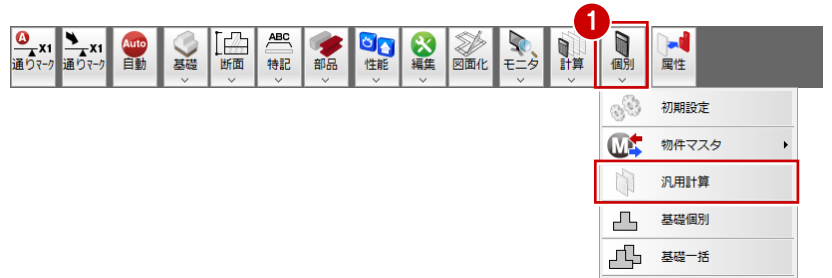 1
A X1 X1 Auto ABC
通りマーク 通りマーク 自動 基礎 断面 特記 部品 性能 編集 図面化 モニタ 計算 個別 属性
初期設定
M 物件マスタ
汎用計算
基礎個別
基礎一括